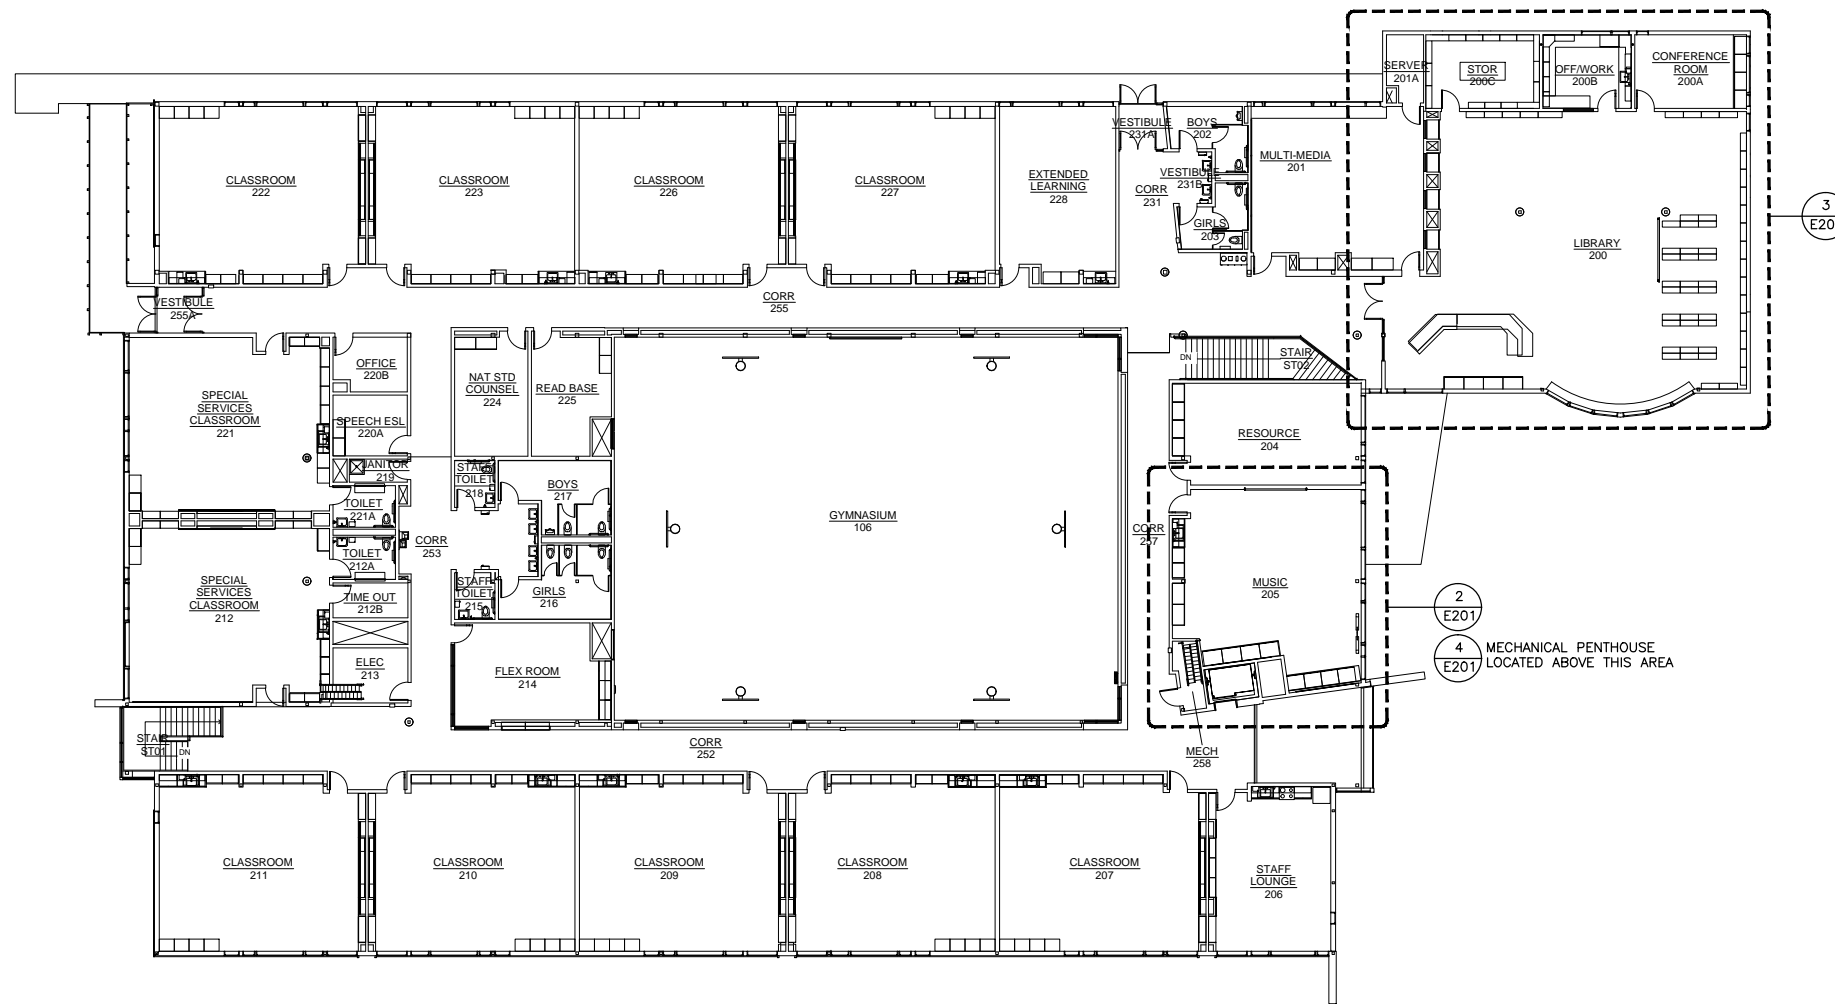 SERVER
201A
STOR
200C
OFF/WORK
200B
CONFERENCE
ROOM
200A
VESTIBULE
231A
BOYS
202
CLASSROOM
222
CLASSROOM
223
CLASSROOM
226
CLASSROOM
227
EXTENDED
LEARNING
228
CORR
231
VESTIBULE
231B
MULTI-MEDIA
201
GIRLS
203
LIBRARY
200
3
E201
VESTIBULE
255A
CORR
255
OFFICE
220B
NAT STD
COUNSEL
224
READ BASE
225
DN
STAIR
ST02
SPECIAL
SERVICES
CLASSROOM
221
SPEECH ESL
220A
RESOURCE
204
JANITOR
219
STAFF
TOILET
218
BOYS
217
TOILET
221A
GYMNASIUM
106
CORR
253
CORR
257
TOILET
212A
SPECIAL
SERVICES
CLASSROOM
212
TIME OUT
212B
STAFF
TOILET
215
GIRLS
216
MUSIC
205
2
E201
4
E201
MECHANICAL PENTHOUSE
LOCATED ABOVE THIS AREA
ELEC
213
FLEX ROOM
214
STAIR
ST01
DN
CORR
252
MECH
258
CLASSROOM
211
CLASSROOM
210
CLASSROOM
209
CLASSROOM
208
CLASSROOM
207
STAFF
LOUNGE
206